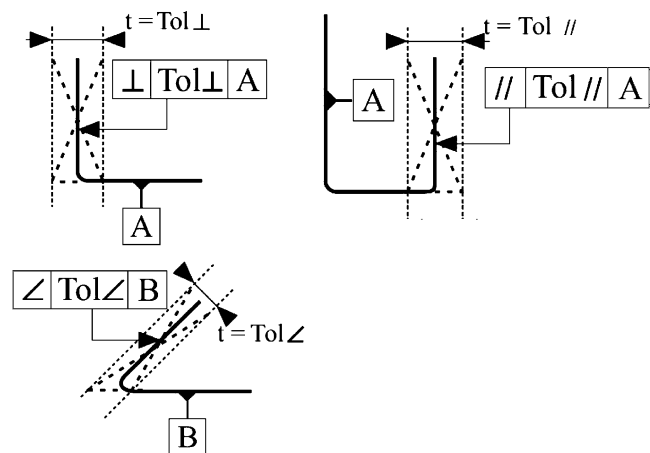 t = Tol ⊥
⊥ Tol⊥ A
A
t = Tol //
A
// Tol // A
∠ Tol∠ B
t = Tol∠
B